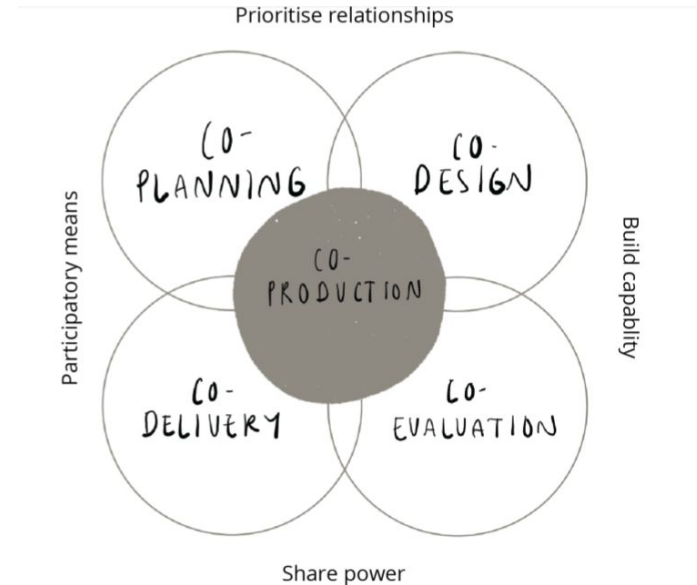 Prioritise relationships
CO-
PLANNING
CO-
DESIGN
Participatory means
CO-
PRODUCTION
Build capablity
CO-
DELIVERY
CO-
EVALUATION
Share power